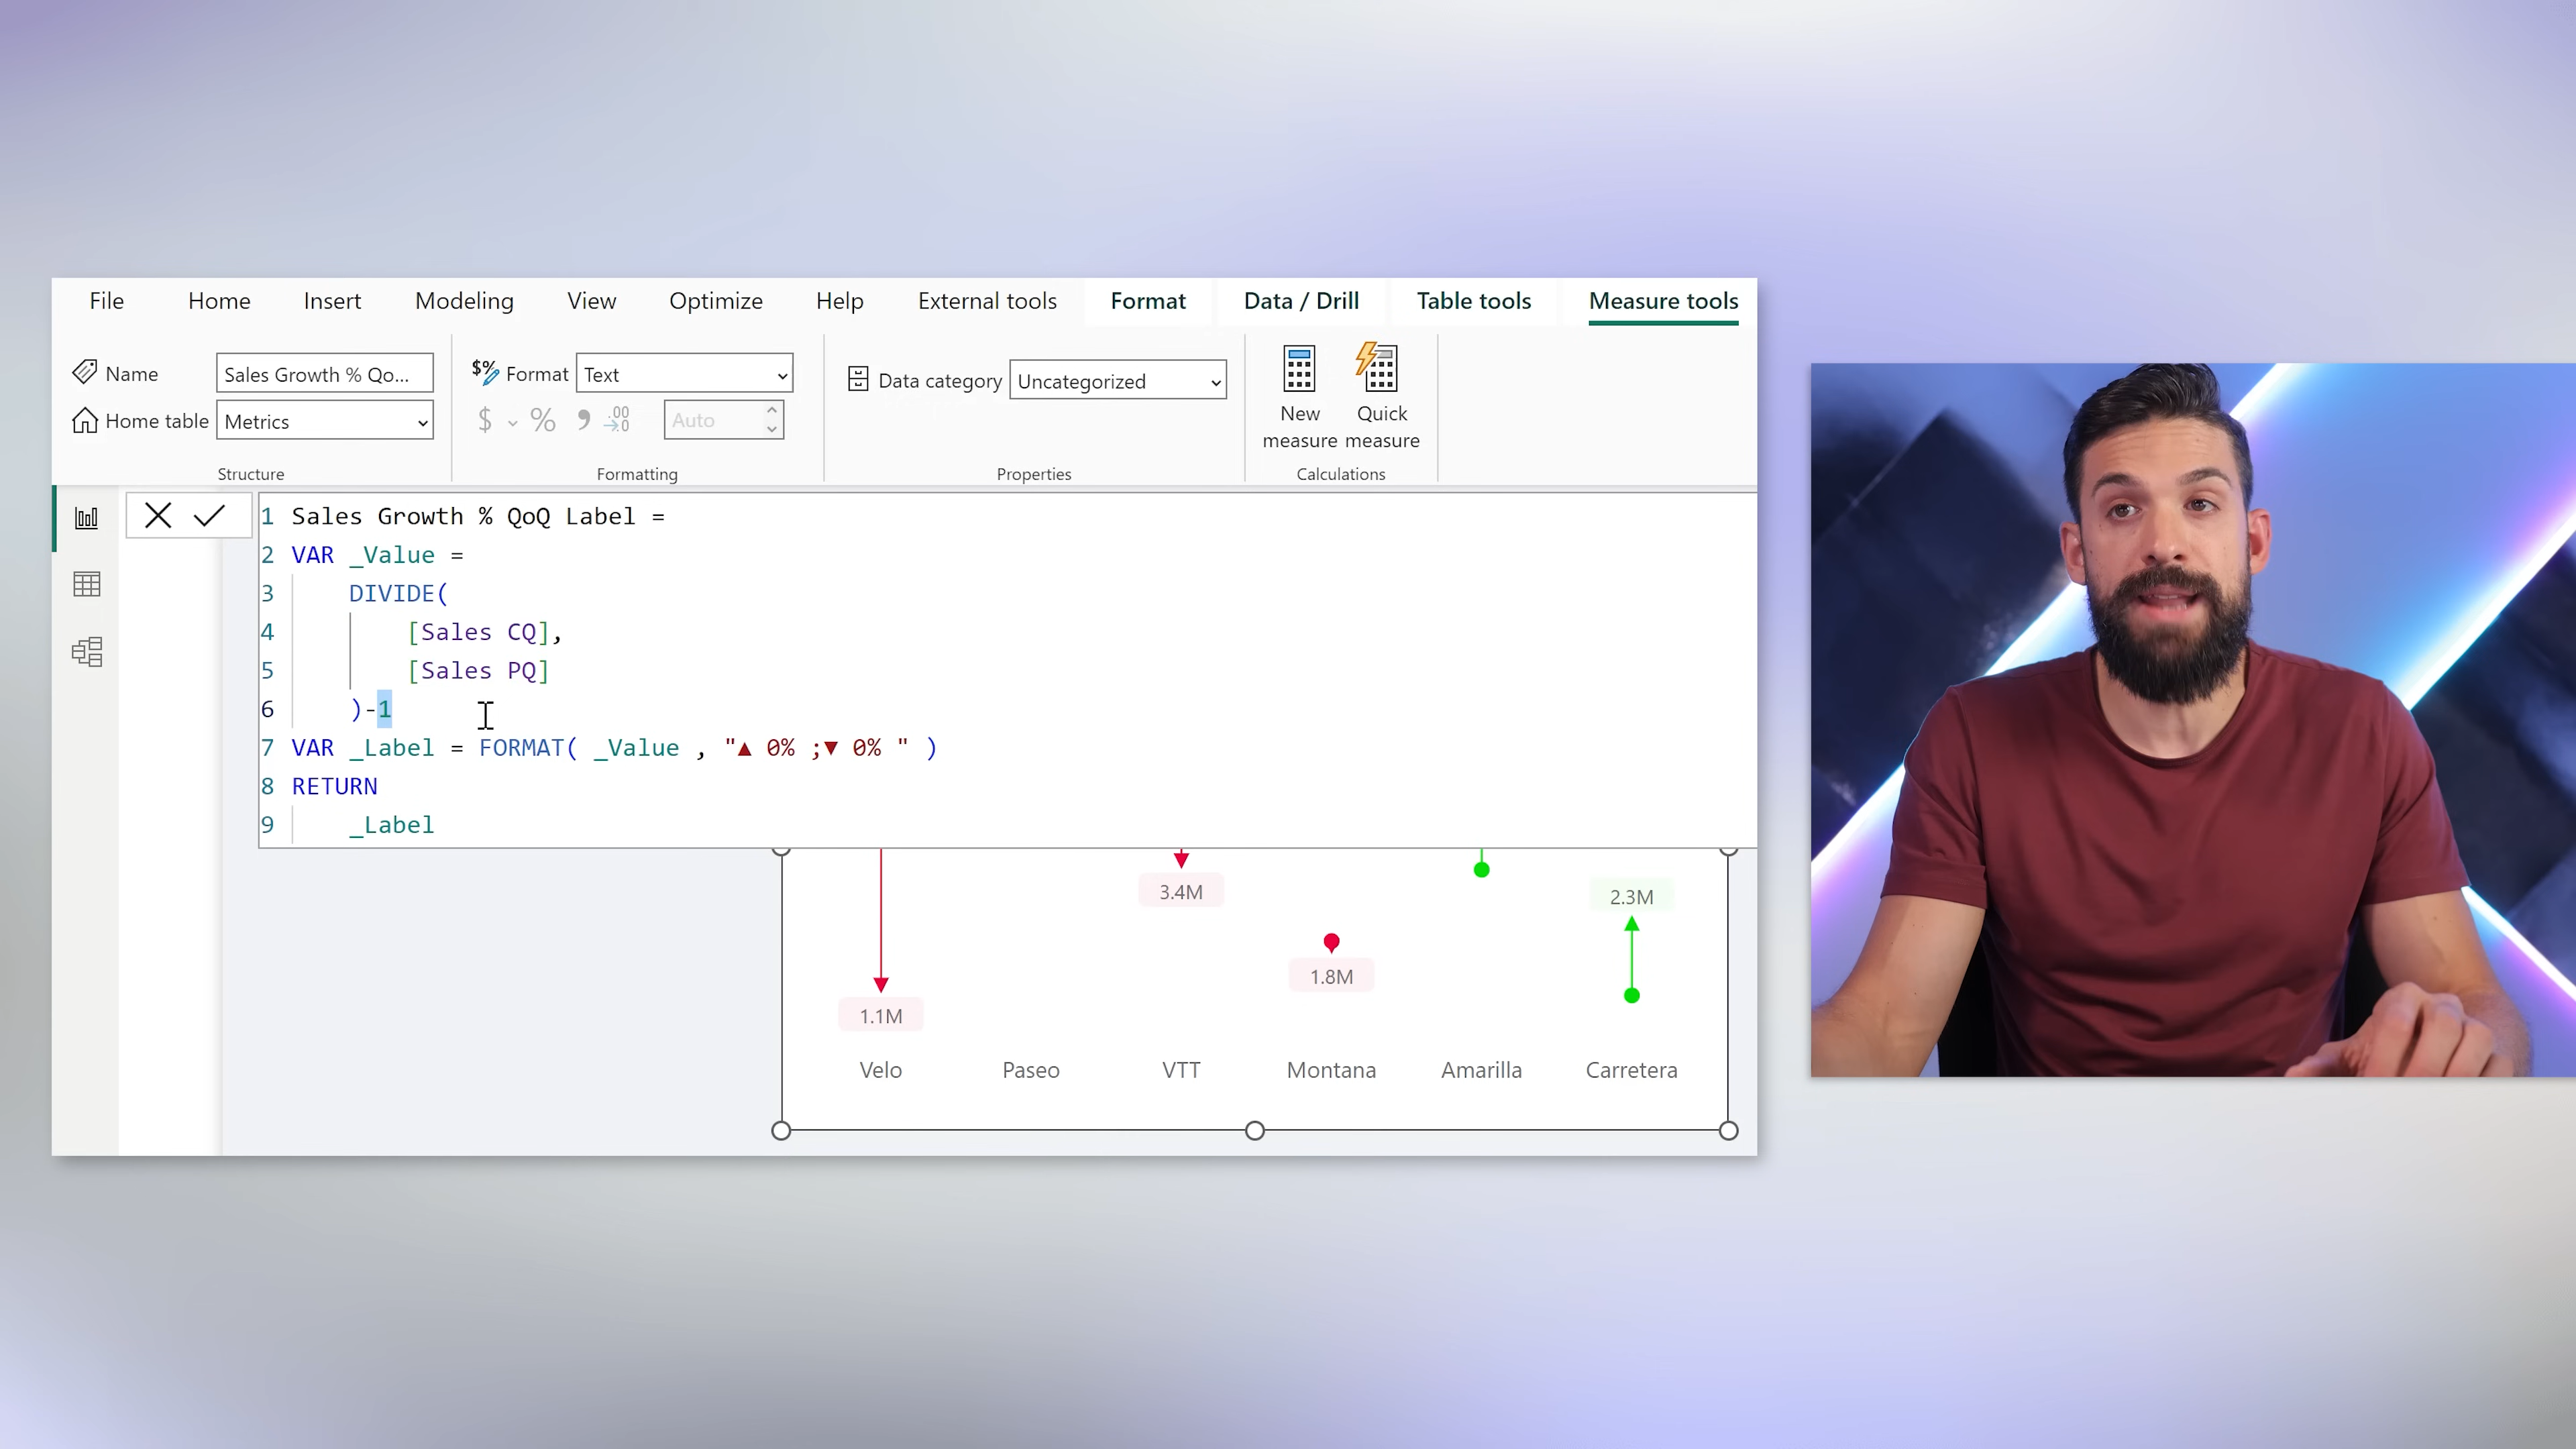 File Home Insert Modeling View Optimize Help External tools Format Data / Drill Table tools Measure tools
Name Sales Growth % Qo...
Home table Metrics
Structure
$% Format Text
$ % , .00 .0 Auto
Formatting
Data category Uncategorized
Properties
New measure
Quick measure
Calculations
1 Sales Growth % QoQ Label =
2 VAR _Value =
3 DIVIDE(
4 [Sales CQ],
5 [Sales PQ]
6 )-1
7 VAR _Label = FORMAT( _Value , "▲ 0% ;▼ 0% " )
8 RETURN
9 _Label
3.4M
2.3M
1.8M
1.1M
Velo Paseo VTT Montana Amarilla Carretera